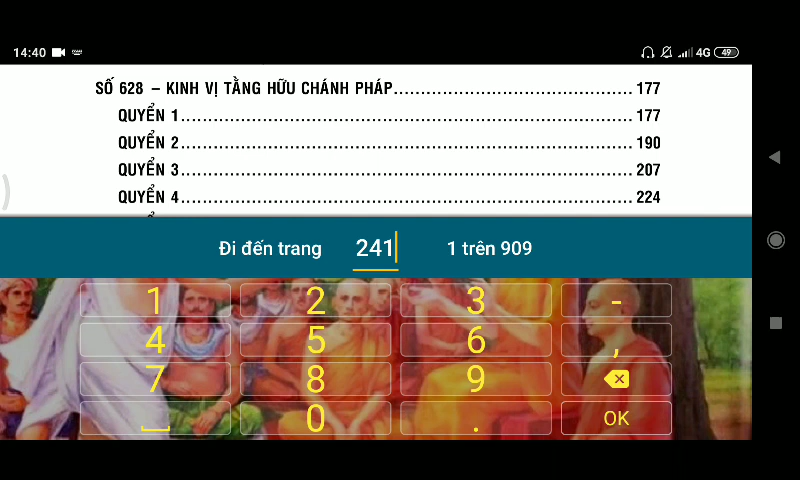 14:40 4G 49
SỐ 628 – KINH VỊ TẰNG HỮU CHÁNH PHÁP............................................ 177
QUYỂN 1.................................................................................... 177
QUYỂN 2.................................................................................... 190
QUYỂN 3.................................................................................... 207
QUYỂN 4.................................................................................... 224
Đi đến trang 241 1 trên 909
1 2 3 -
4 5 6 ,
7 8 9
0 . OK